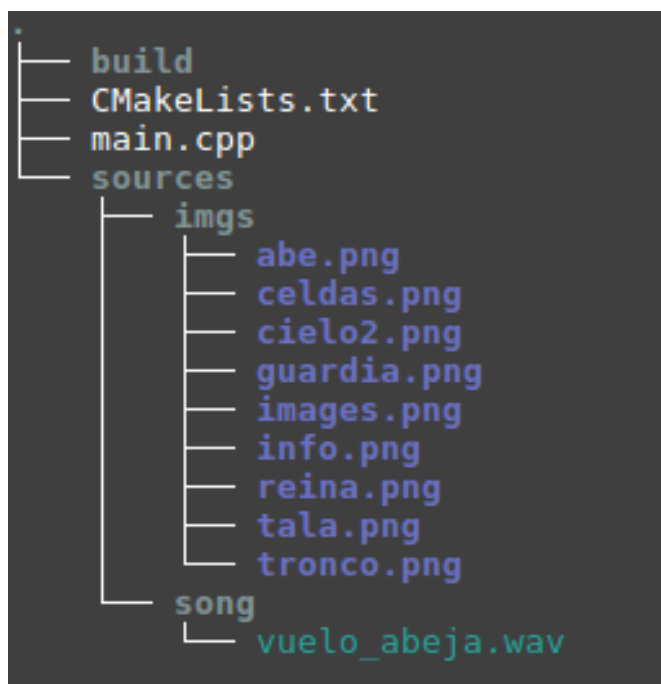 .
build
CMakeLists.txt
main.cpp
sources
imgs
abe.png
celdas.png
cielo2.png
guardia.png
images.png
info.png
reina.png
tala.png
tronco.png
song
vuelo_abeja.wav